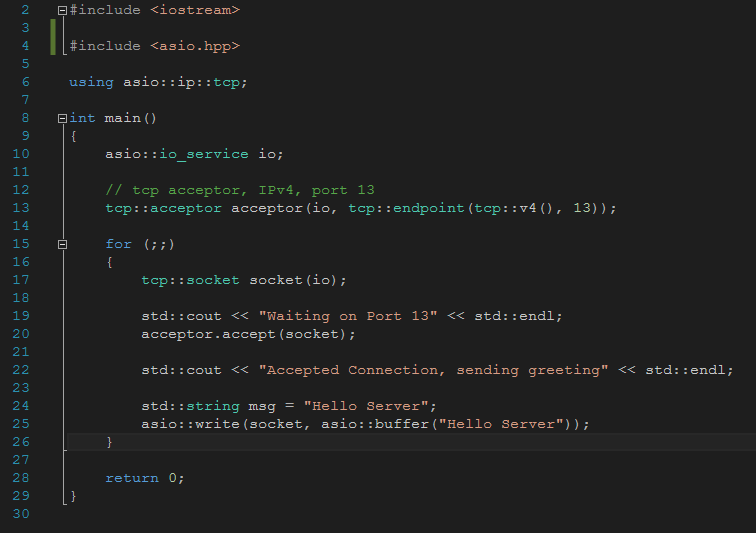 2 #include <iostream>
3
4 #include <asio.hpp>
5
6 using asio::ip::tcp;
7
8 int main()
9 {
10 asio::io_service io;
11
12 // tcp acceptor, IPv4, port 13
13 tcp::acceptor acceptor(io, tcp::endpoint(tcp::v4(), 13));
14
15 for (;;)
16 {
17 tcp::socket socket(io);
18
19 std::cout << "Waiting on Port 13" << std::endl;
20 acceptor.accept(socket);
21
22 std::cout << "Accepted Connection, sending greeting" << std::endl;
23
24 std::string msg = "Hello Server";
25 asio::write(socket, asio::buffer("Hello Server"));
26 }
27
28 return 0;
29 }
30